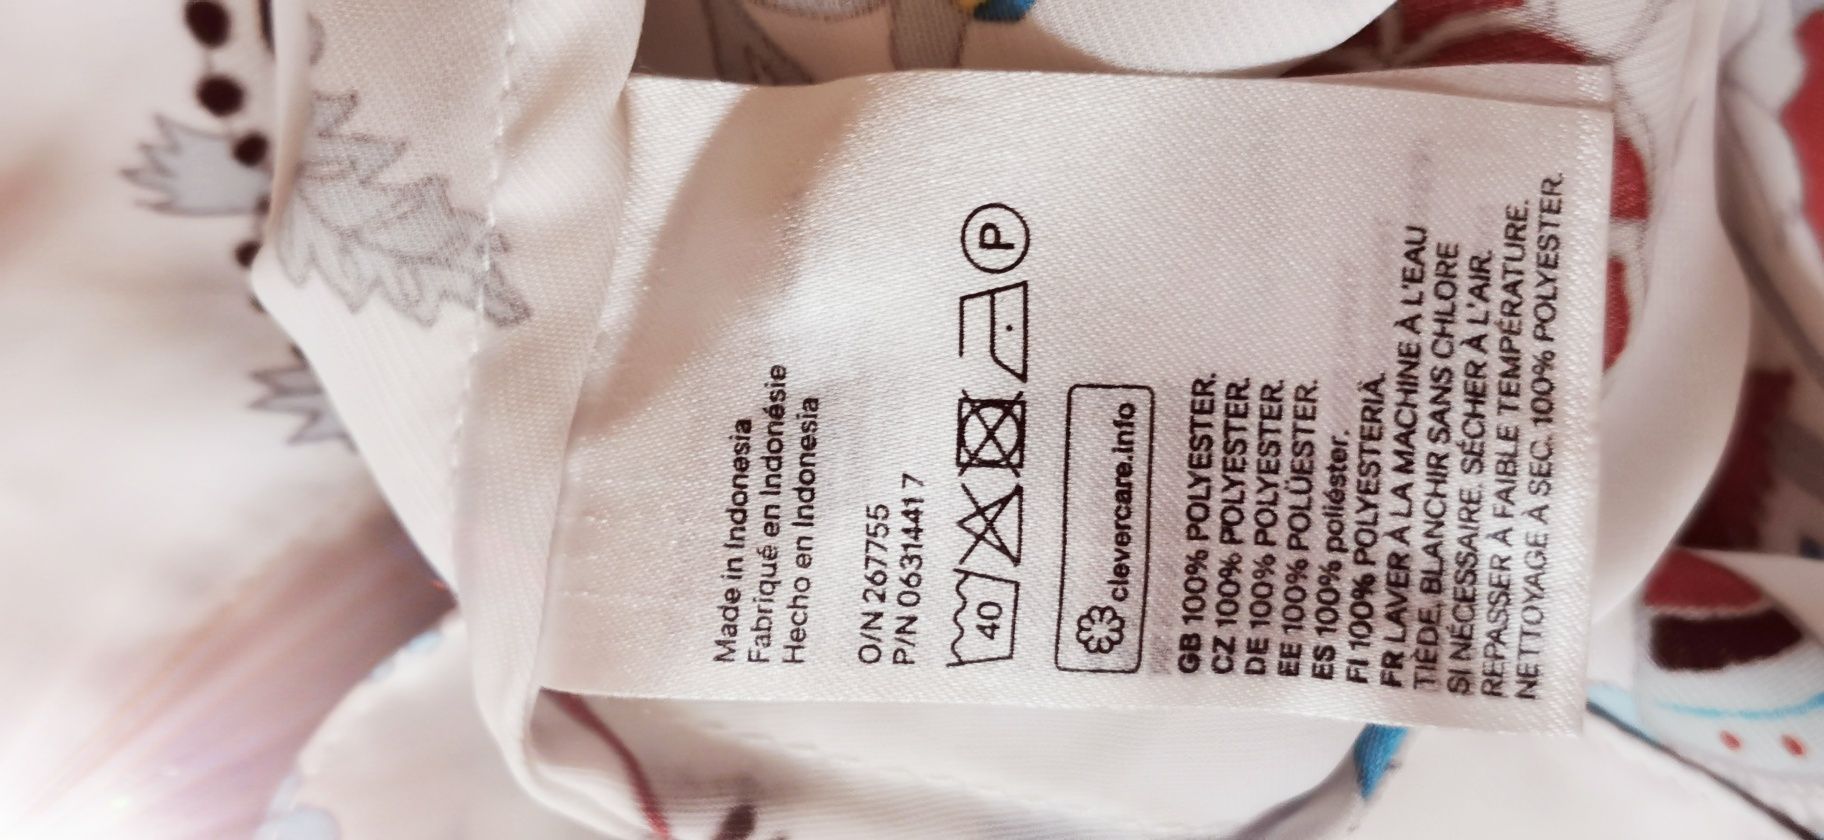 Made in Indonesia
Fabriqué en Indonésie
Hecho en Indonesia
O/N 2677755
P/N 06314417
40
P
clevercare.info
GB 100% POLYESTER.
CZ 100% POLYESTER.
DE 100% POLYESTER.
EE 100% POLÜESTER.
ES 100% poliéster.
FI 100% POLYESTERIÄ.
FR LAVER À LA MACHINE À L'EAU
TIÈDE, BLANCHIR SANS CHLORE
SI NÉCESSAIRE. SÉCHER À L'AIR.
REPASSER À FAIBLE TEMPÉRATURE.
NETTOYAGE À SEC. 100% POLYESTER.